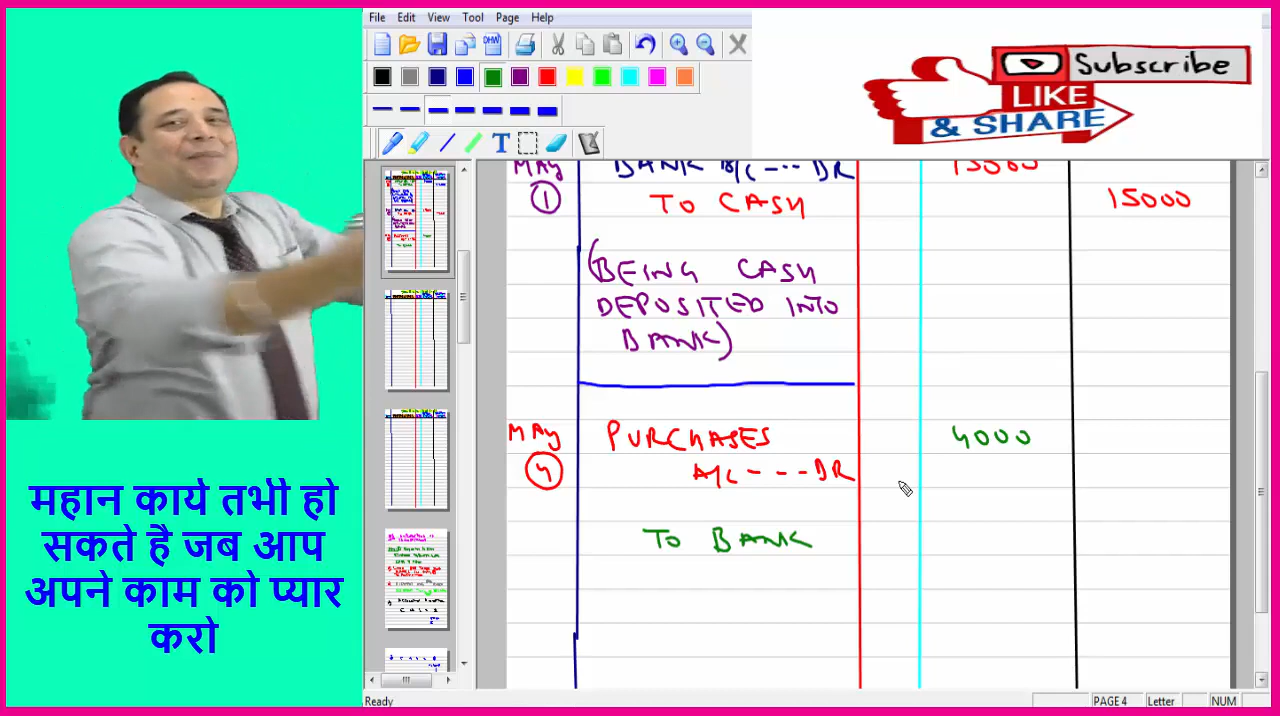 File Edit View Tool Page Help
DHW
Subscribe
LIKE
& SHARE
MAY BANK A/C --- DR 15000
1 TO CASH 15000
(BEING CASH
DEPOSITED INTO
BANK)
MAY PURCHASES 4000
4 A/C --- DR
TO BANK
महान कार्य तभी हो
सकते है जब आप
अपने काम को प्यार
करो
Ready PAGE 4 Letter NUM